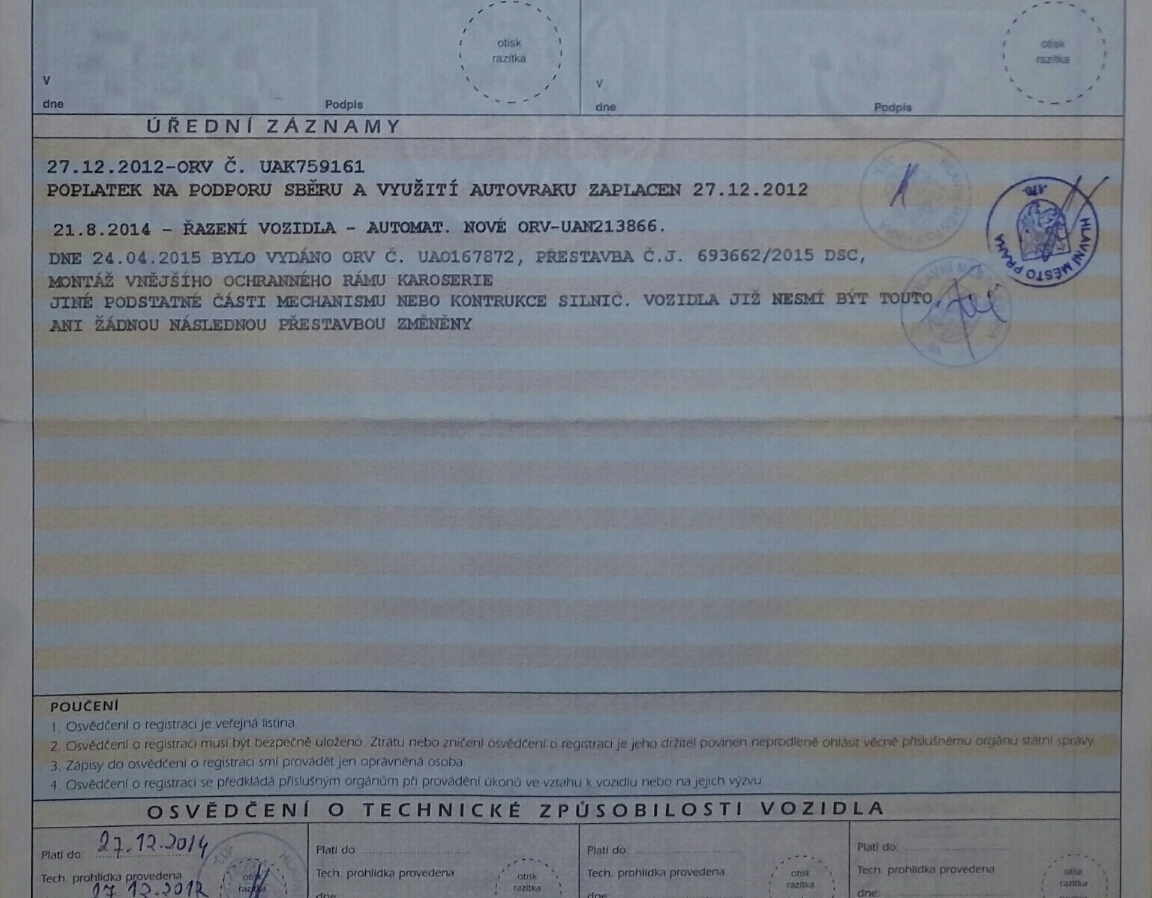 otisk
razítka
otisk
razítka
V
V
dne
Podpis
dne
Podpis
ÚŘEDNÍ ZÁZNAMY
27.12.2012-ORV Č. UAK759161
POPLATEK NA PODPORU SBĚRU A VYUŽITÍ AUTOVRAKU ZAPLACEN 27.12.2012
21.8.2014 - ŘAZENÍ VOZIDLA - AUTOMAT. NOVÉ ORV-UAN213866.
DNE 24.04.2015 BYLO VYDÁNO ORV Č. UAO167872, PŘESTAVBA Č.J. 693662/2015 DSC,
MONTÁŽ VNĚJŠÍHO OCHRANNÉHO RÁMU KAROSERIE
JINÉ PODSTATNÉ ČÁSTI MECHANISMU NEBO KONTRUKCE SILNIČ. VOZIDLA JIŽ NESMÍ BÝT TOUTO,
ANI ŽÁDNOU NÁSLEDNOU PŘESTAVBOU ZMĚNĚNY
HLAVNÍ MĚSTO PRAHA
170
POUČENÍ
1. Osvědčení o registraci je veřejná listina.
2. Osvědčení o registraci musí být bezpečně uloženo. Ztrátu nebo zničení osvědčení o registraci je jeho držitel povinen neprodleně ohlásit věcně příslušnému orgánu státní správy.
3. Zápisy do osvědčení o registraci smí provádět jen oprávněná osoba.
4. Osvědčení o registraci se předkládá příslušným orgánům při provádění úkonů ve vztahu k vozidlu nebo na jejich výzvu.
OSVĚDČENÍ O TECHNICKÉ ZPŮSOBILOSTI VOZIDLA
Platí do: 27.12.2014
Tech. prohlídka provedena
27.12.2012
otisk
razítka
Platí do:
Tech. prohlídka provedena
dne:
otisk
razítka
Platí do:
Tech. prohlídka provedena
dne:
otisk
razítka
Platí do:
Tech. prohlídka provedena
dne:
otisk
razítka